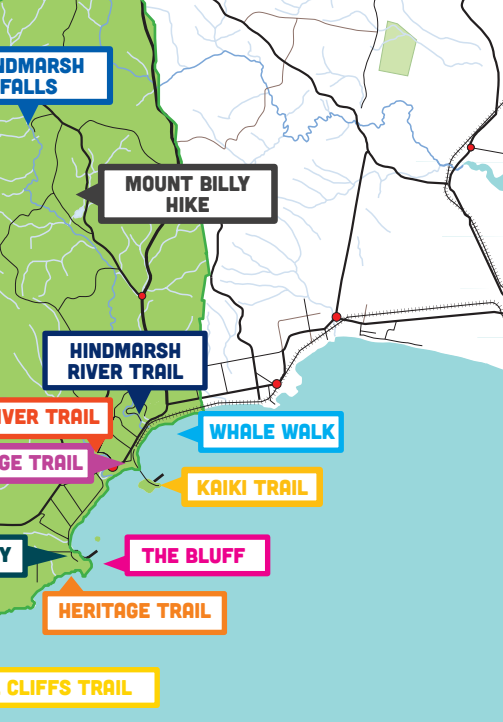 NDMARSH
FALLS
MOUNT BILLY
HIKE
HINDMARSH
RIVER TRAIL
IVER TRAIL
WHALE WALK
GE TRAIL
KAIKI TRAIL
Y
THE BLUFF
HERITAGE TRAIL
CLIFFS TRAIL